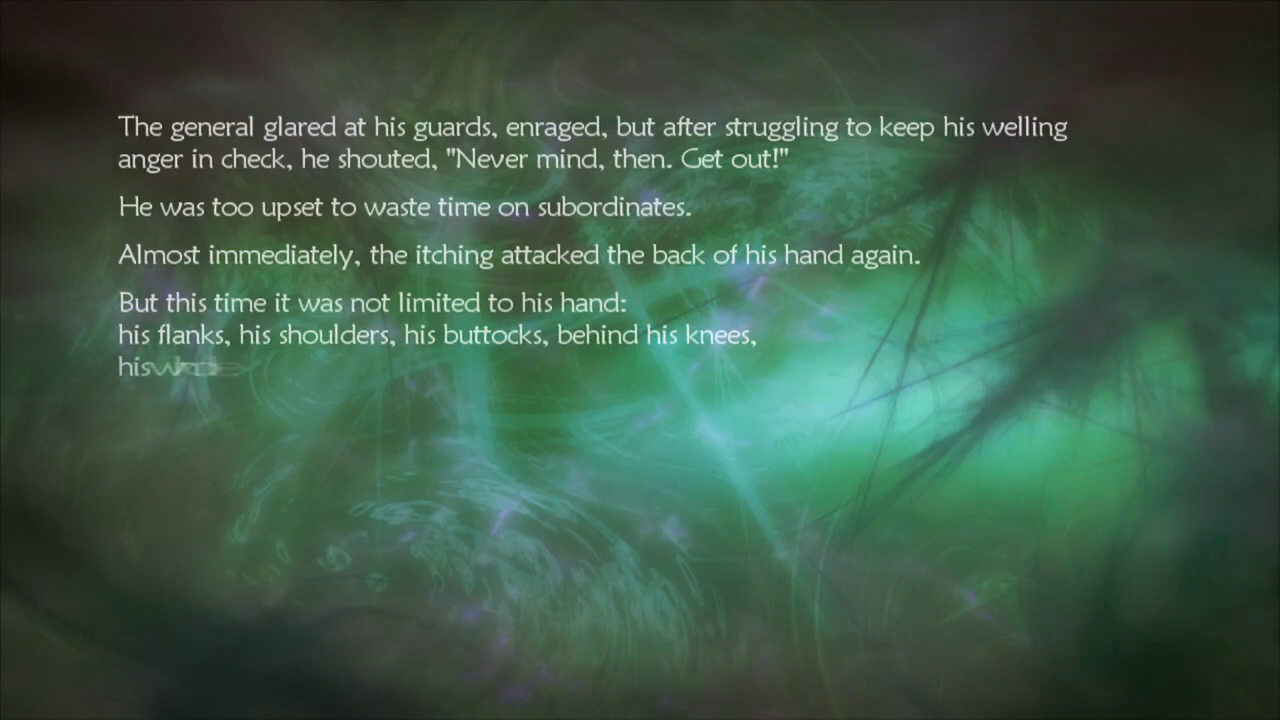 The general glared at his guards, enraged, but after struggling to keep his welling
anger in check, he shouted, "Never mind, then. Get out!"
He was too upset to waste time on subordinates.
Almost immediately, the itching attacked the back of his hand again.
But this time it was not limited to his hand:
his flanks, his shoulders, his buttocks, behind his knees,
his